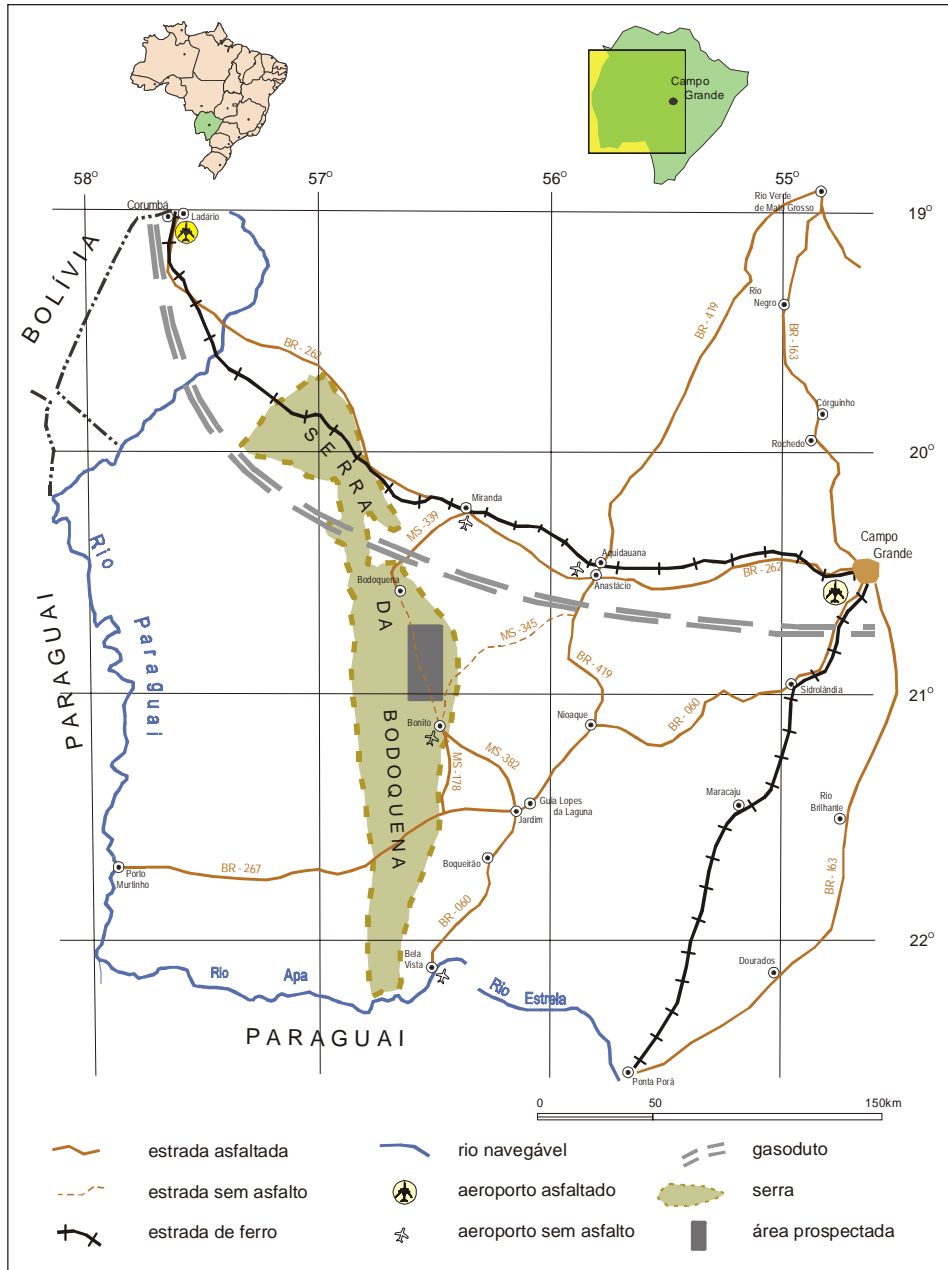 Campo
Grande
58°
57°
56°
55°
Corumbá
Ladário
Rio Verde
de Mato Grosso
19°
BOLÍVIA
Rio
Negro
BR - 419
BR - 163
BR - 262
Córguinho
Rochedo
SERRA
20°
Miranda
MS-339
Aquidauana
Anastácio
BR - 262
Campo
Grande
Bodoquena
Rio
Paraguai
PARAGUAI
DA
MS-345
BR - 419
Sidrolândia
21°
Bonito
Nioaque
BR - 060
MS-382
MS-178
BODOQUENA
Guia Lopes
da Laguna
Jardim
Maracaju
Rio
Brilhante
Boqueirão
BR - 267
Porto
Murtinho
BR - 163
BR - 060
22°
Bela
Vista
Dourados
Rio Apa
Rio Estrela
PARAGUAI
Ponta Porã
0 50 150km
estrada asfaltada
rio navegável
gasoduto
estrada sem asfalto
aeroporto asfaltado
serra
estrada de ferro
aeroporto sem asfalto
área prospectada